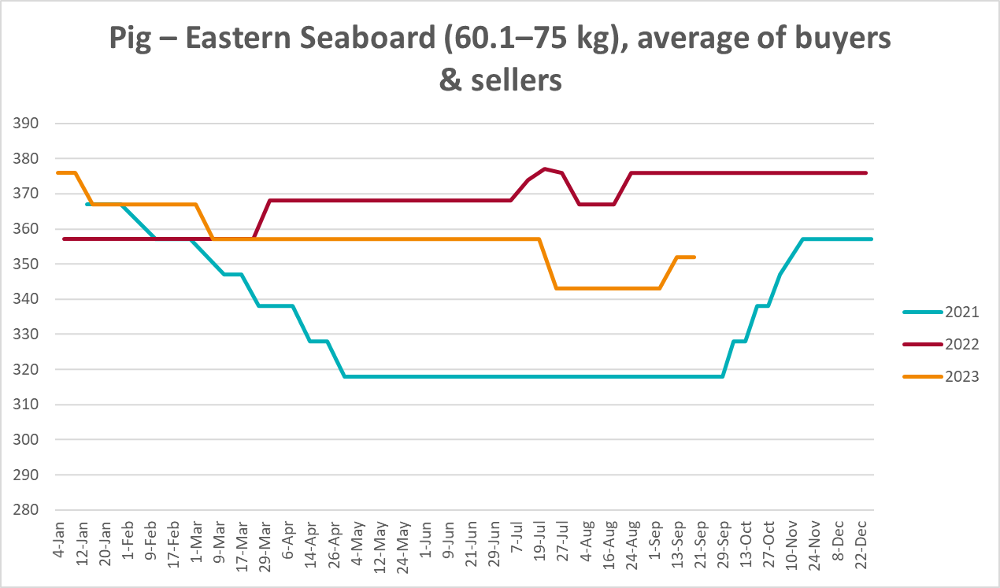 Pig – Eastern Seaboard (60.1–75 kg), average of buyers
& sellers
390
380
370
360
350
340
330
320
310
300
290
280
4-Jan
12-Jan
20-Jan
1-Feb
9-Feb
17-Feb
1-Mar
9-Mar
17-Mar
29-Mar
6-Apr
14-Apr
26-Apr
4-May
12-May
24-May
1-Jun
9-Jun
21-Jun
29-Jun
7-Jul
19-Jul
27-Jul
4-Aug
16-Aug
24-Aug
1-Sep
13-Sep
21-Sep
29-Sep
13-Oct
27-Oct
10-Nov
24-Nov
8-Dec
22-Dec
2021
2022
2023